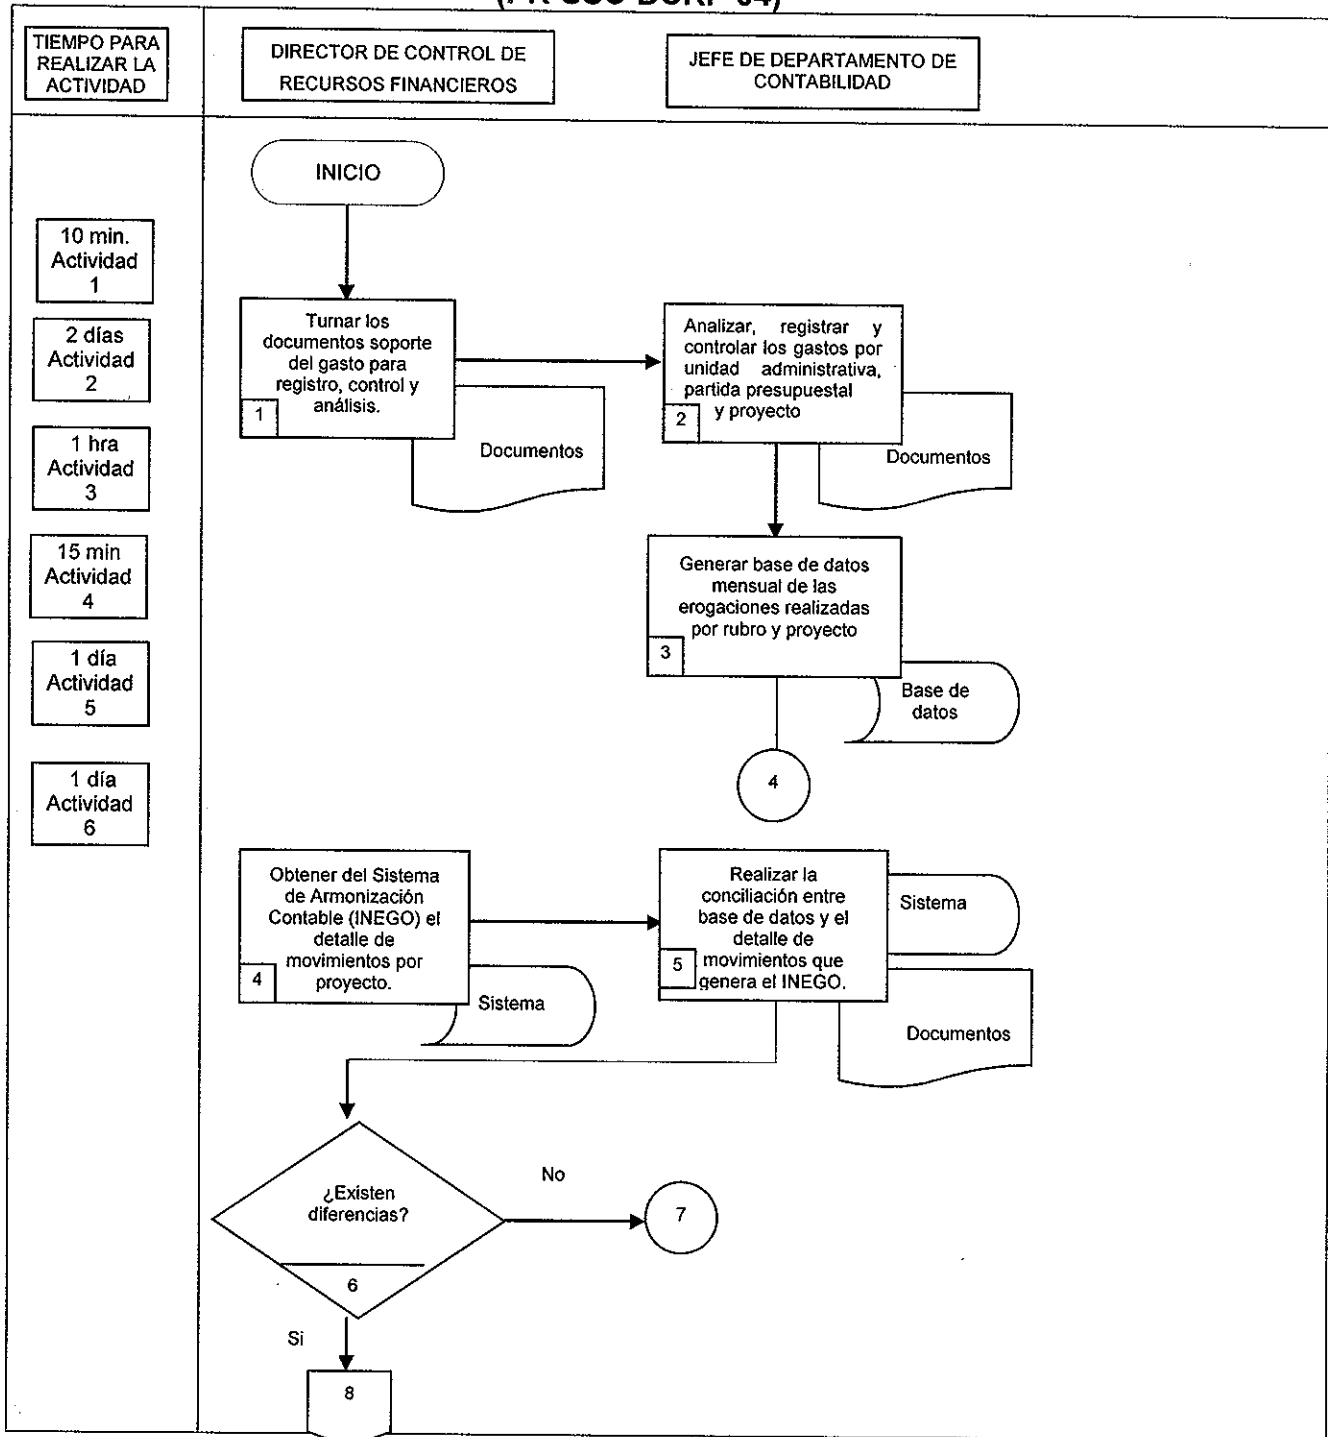 TIEMPO PARA
REALIZAR LA
ACTIVIDAD
DIRECTOR DE CONTROL DE
RECURSOS FINANCIEROS
JEFE DE DEPARTAMENTO DE
CONTABILIDAD
INICIO
10 min.
Actividad
1
2 días
Actividad
2
1 hra
Actividad
3
15 min
Actividad
4
1 día
Actividad
5
1 día
Actividad
6
Turnar los
documentos soporte
del gasto para
registro, control y
análisis.
1
Documentos
Analizar, registrar y
controlar los gastos por
unidad administrativa,
partida presupuestal
y proyecto
2
Documentos
Generar base de datos
mensual de las
erogaciones realizadas
por rubro y proyecto
3
Base de
datos
4
Obtener del Sistema
de Armonización
Contable (INEGO) el
detalle de
movimientos por
proyecto.
4
Sistema
Realizar la
conciliación entre
base de datos y el
detalle de
movimientos que
genera el INEGO.
5
Sistema
Documentos
¿Existen
diferencias?
6
No
7
Si
8